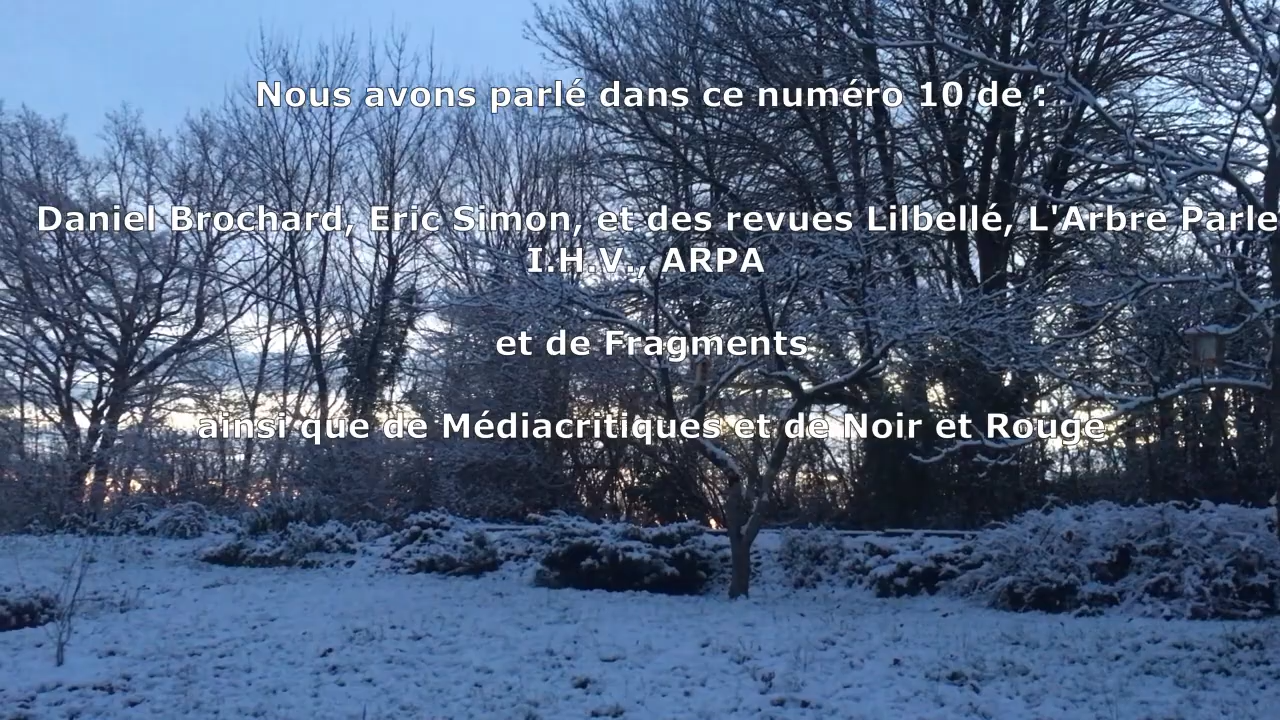 Nous avons parlé dans ce numéro 10 de :
Daniel Brochard, Eric Simon, et des revues Lilbellé, L'Arbre Parle
I.H.V., ARPA
et de Fragments
ainsi que de Médiacritiques et de Noir et Rouge